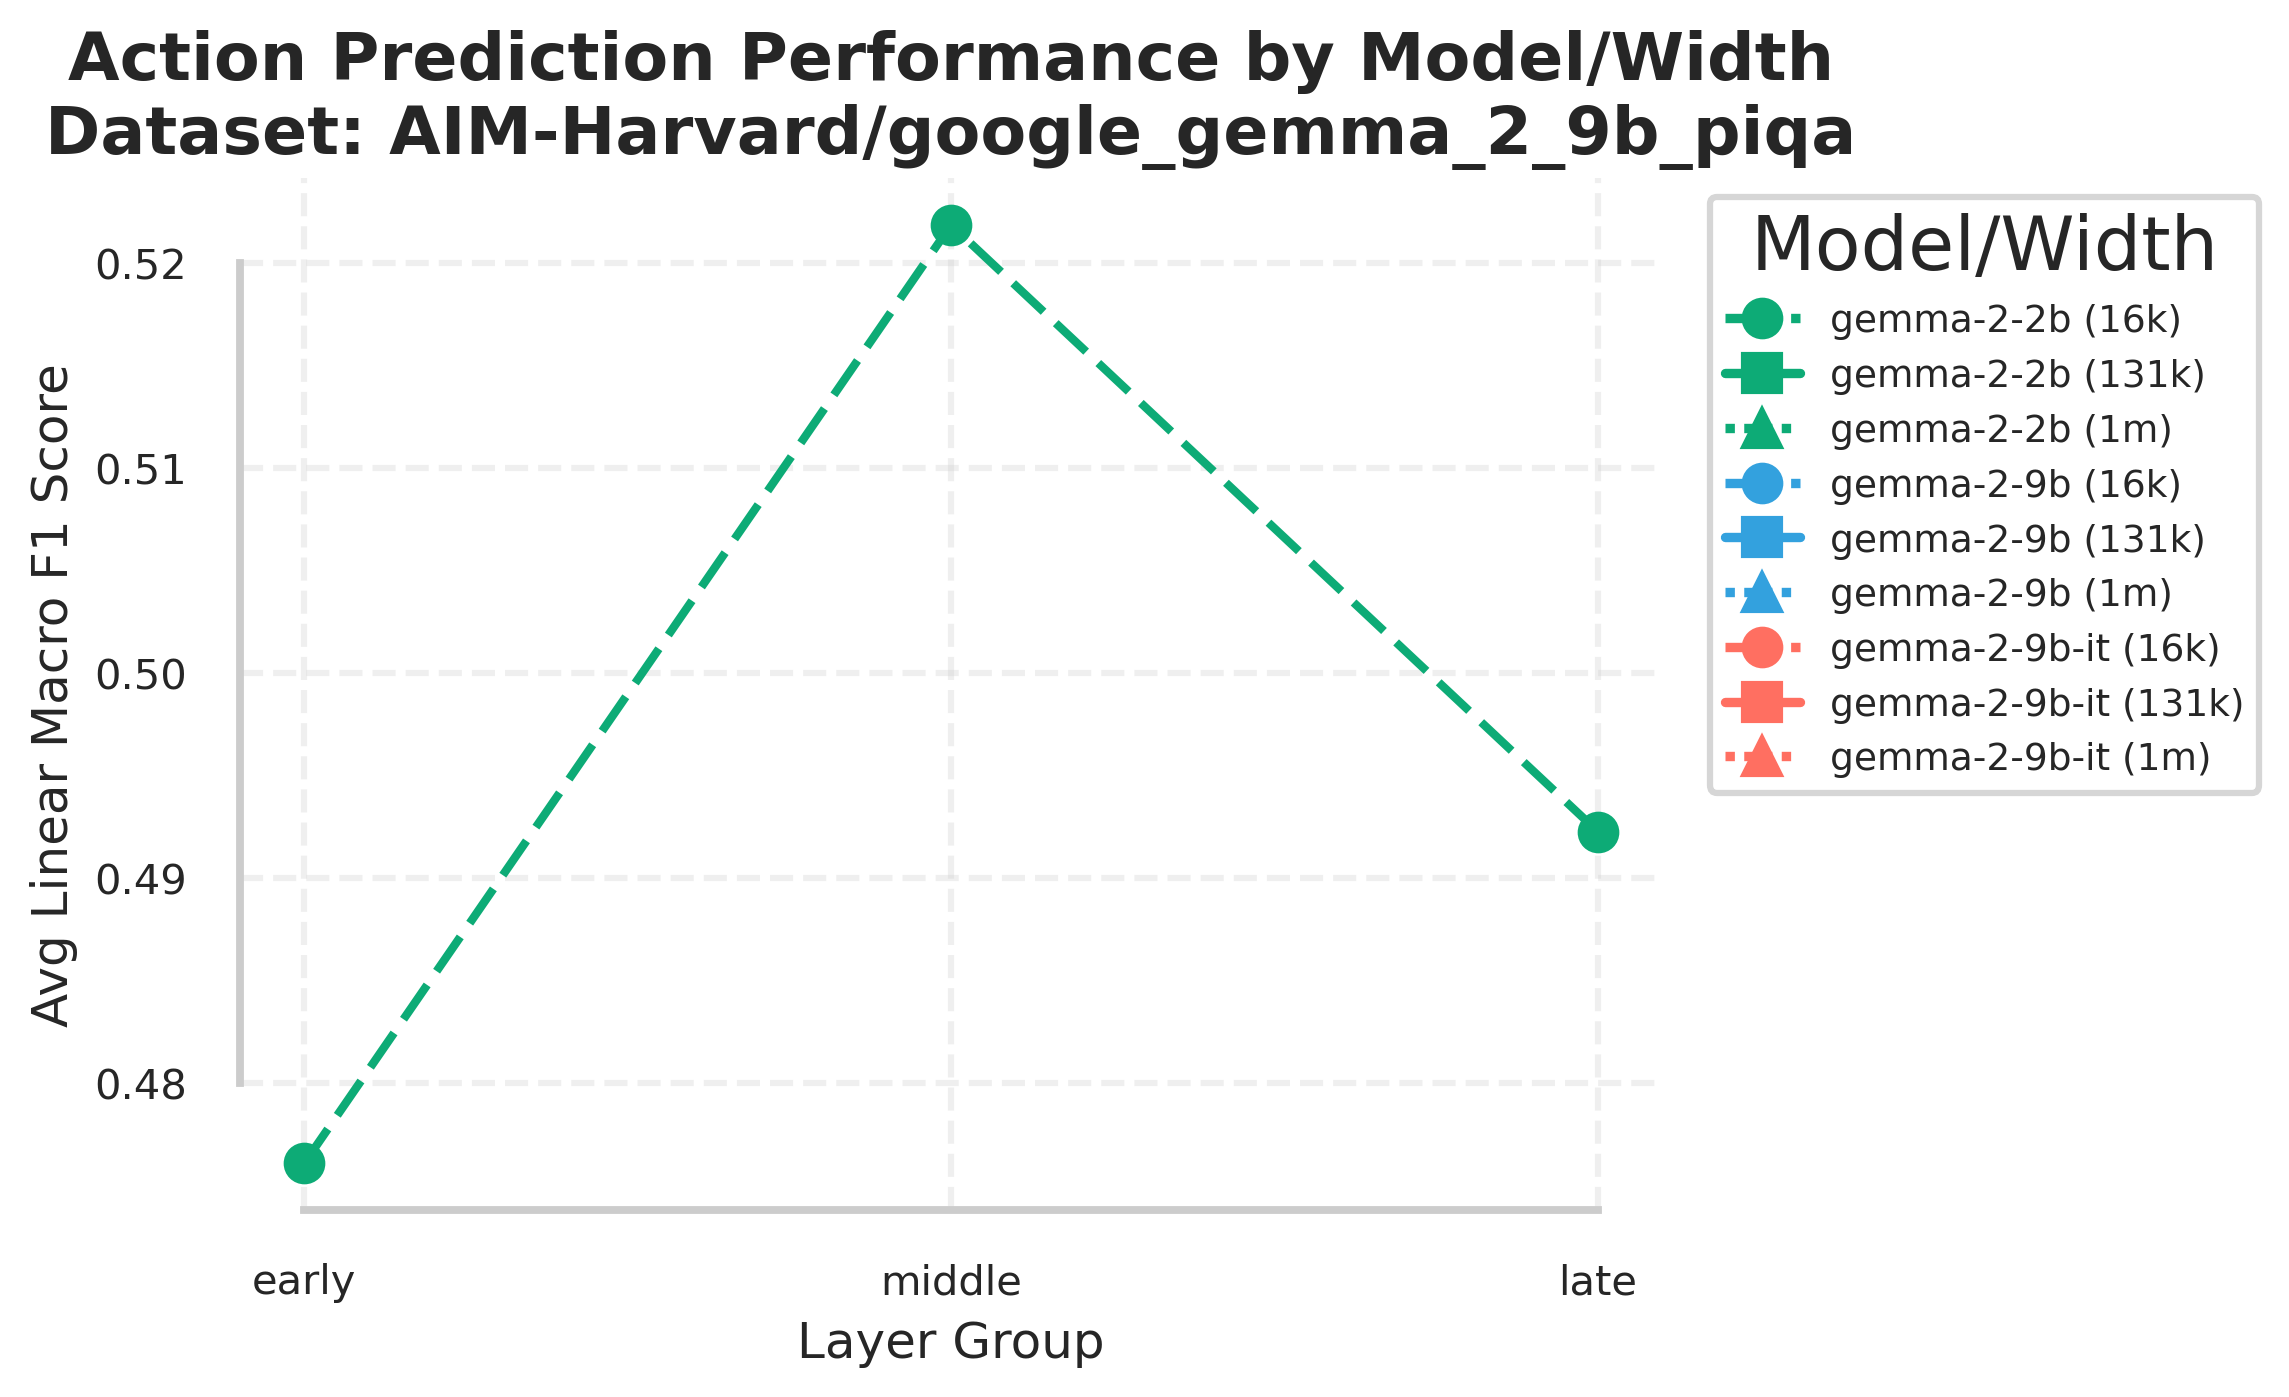 Action Prediction Performance by Model/Width
Dataset: AIM-Harvard/google_gemma_2_9b_piqa
Avg Linear Macro F1 Score
0.52
0.51
0.50
0.49
0.48
early
middle
late
Layer Group
Model/Width
gemma-2-2b (16k)
gemma-2-2b (131k)
gemma-2-2b (1m)
gemma-2-9b (16k)
gemma-2-9b (131k)
gemma-2-9b (1m)
gemma-2-9b-it (16k)
gemma-2-9b-it (131k)
gemma-2-9b-it (1m)